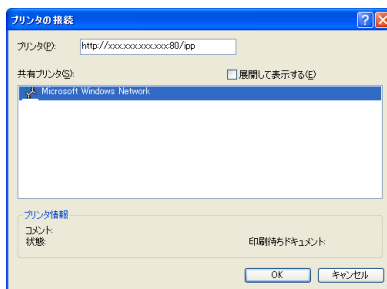 プリンタの接続
プリンタ(P): http://xxx.xxx.xxx.xxx:80/ipp
共有プリンタ(S): 展開して表示する(E)
Microsoft Windows Network
プリンタ情報
コメント:
状態: 印刷待ちドキュメント:
OK キャンセル